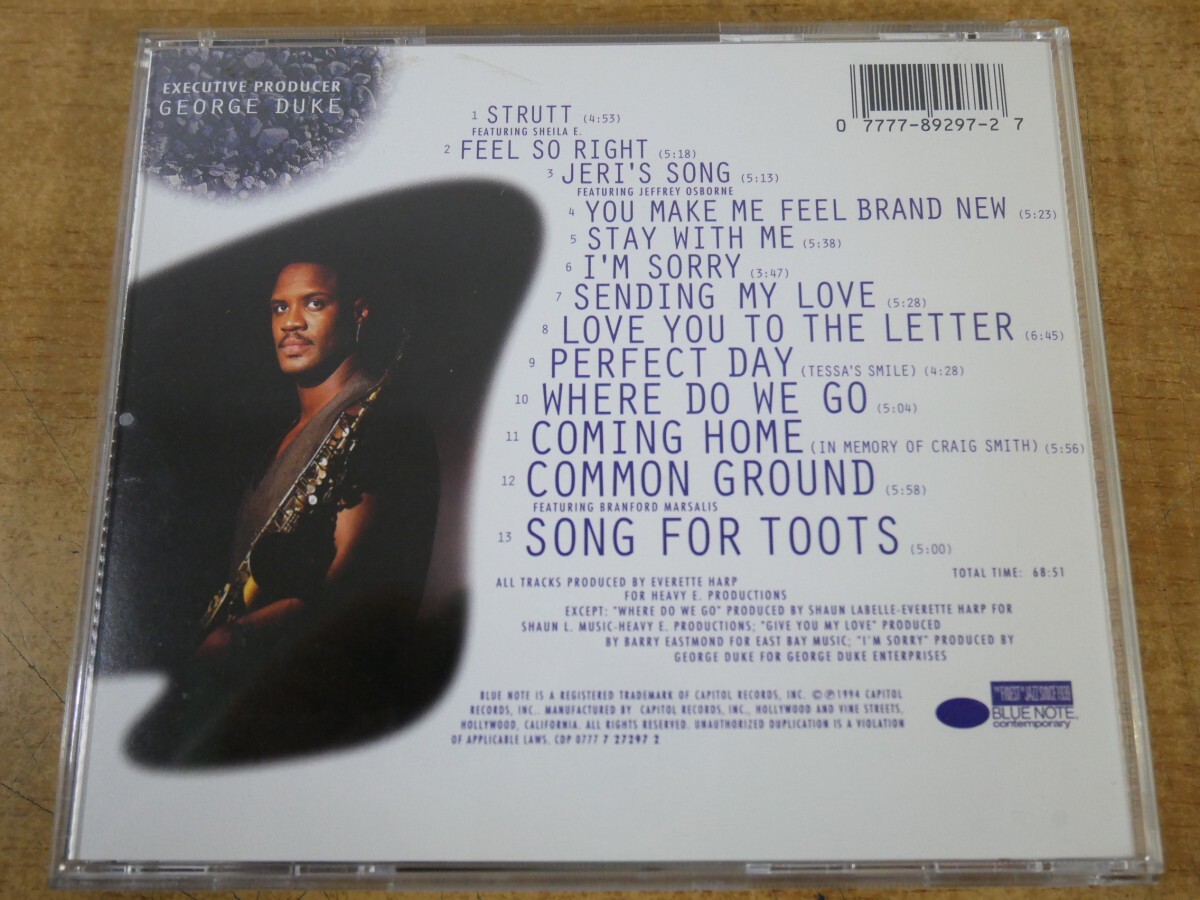 EXECUTIVE PRODUCER
GEORGE DUKE
0 7777-89297-2 7
1 STRUTT (4:53)
FEATURING SHEILA E.
2 FEEL SO RIGHT (5:18)
3 JERI'S SONG (5:13)
FEATURING JEFFREY OSBORNE
4 YOU MAKE ME FEEL BRAND NEW (5:23)
5 STAY WITH ME (5:38)
6 I'M SORRY (3:47)
7 SENDING MY LOVE (5:28)
8 LOVE YOU TO THE LETTER (6:45)
9 PERFECT DAY (TESSA'S SMILE) (4:28)
10 WHERE DO WE GO (5:04)
11 COMING HOME (IN MEMORY OF CRAIG SMITH) (5:56)
12 COMMON GROUND (5:58)
FEATURING BRANFORD MARSALIS
13 SONG FOR TOOTS (5:00)
TOTAL TIME: 68:51
ALL TRACKS PRODUCED BY EVERETTE HARP
FOR HEAVY E. PRODUCTIONS
EXCEPT: "WHERE DO WE GO" PRODUCED BY SHAUN LABELLE-EVERETTE HARP FOR
SHAUN L. MUSIC-HEAVY E. PRODUCTIONS; "GIVE YOU MY LOVE" PRODUCED
BY BARRY EASTMOND FOR EAST BAY MUSIC; "I'M SORRY" PRODUCED BY
GEORGE DUKE FOR GEORGE DUKE ENTERPRISES
BLUE NOTE IS A REGISTERED TRADEMARK OF CAPITOL RECORDS, INC. ©℗1994 CAPITOL
RECORDS, INC.. MANUFACTURED BY CAPITOL RECORDS, INC., HOLLYWOOD AND VINE STREETS,
HOLLYWOOD, CALIFORNIA. ALL RIGHTS RESERVED. UNAUTHORIZED DUPLICATION IS A VIOLATION
OF APPLICABLE LAWS. CDP 0777 7 27297 2
THE "FINEST" IN JAZZ SINCE 1939
BLUE NOTE
contemporary